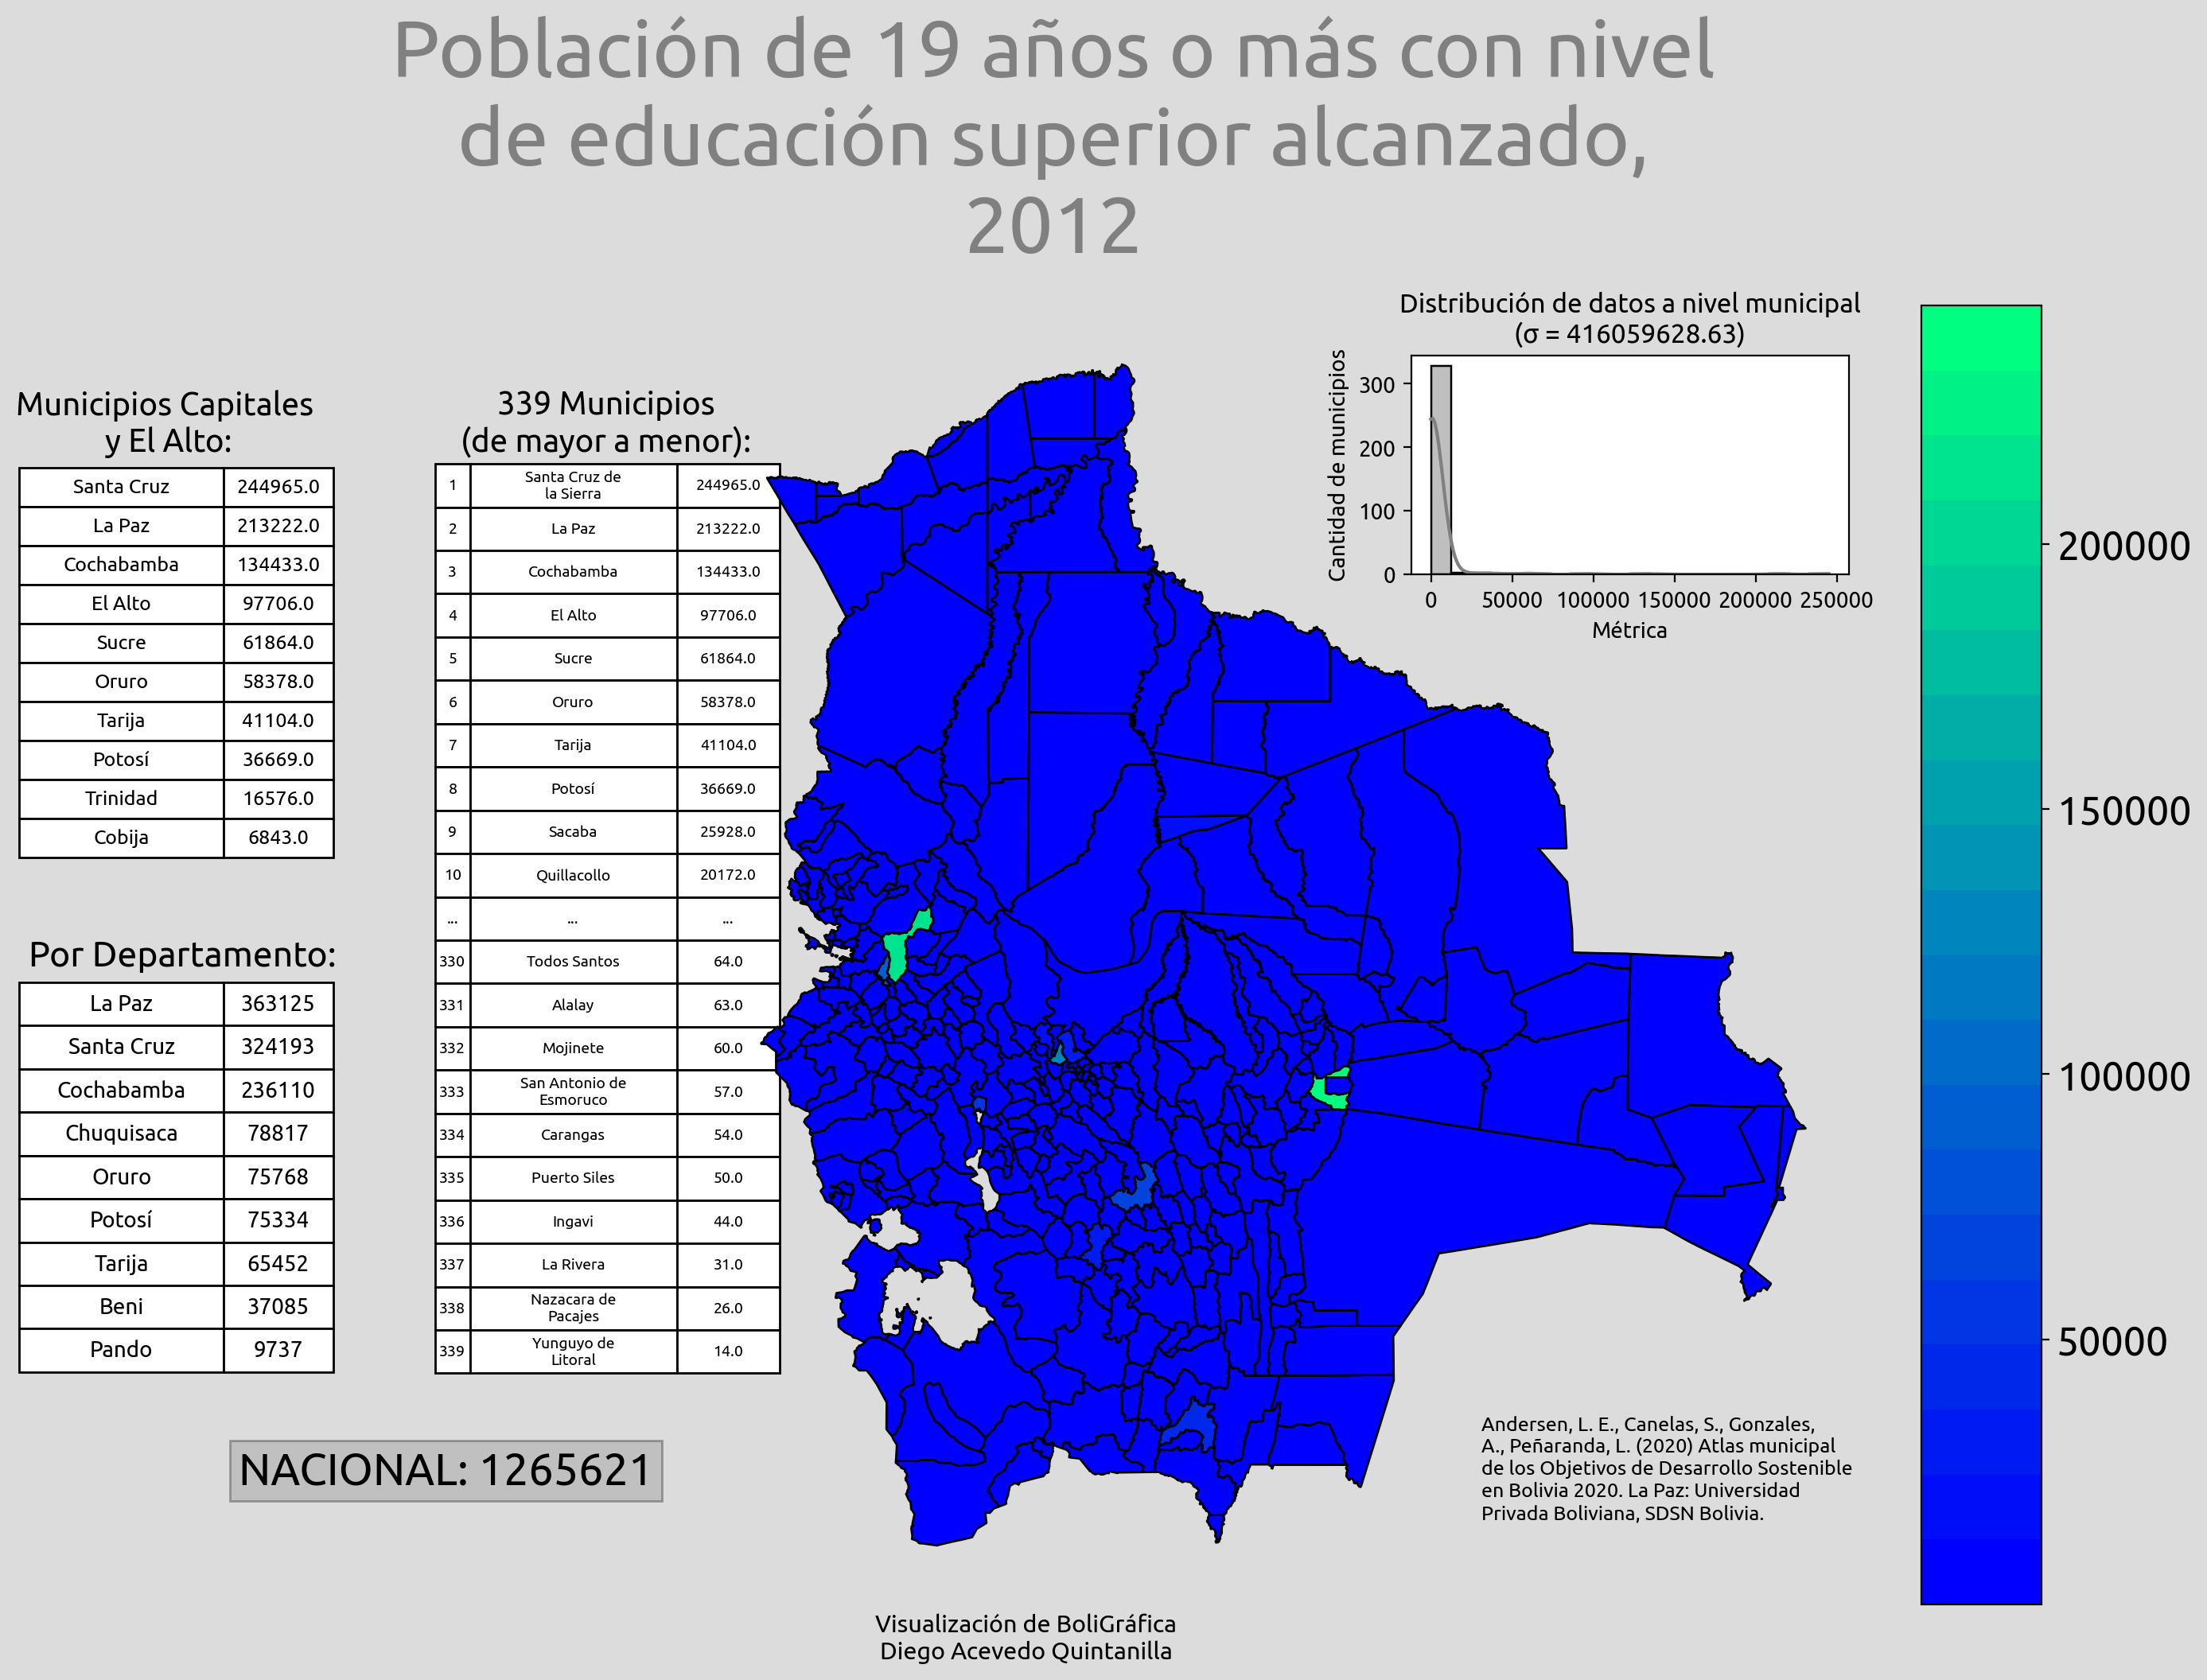 Población de 19 años o más con nivel
de educación superior alcanzado,
2012
Municipios Capitales
y El Alto:
Santa Cruz 244965.0
La Paz 213222.0
Cochabamba 134433.0
El Alto 97706.0
Sucre 61864.0
Oruro 58378.0
Tarija 41104.0
Potosí 36669.0
Trinidad 16576.0
Cobija 6843.0
Por Departamento:
La Paz 363125
Santa Cruz 324193
Cochabamba 236110
Chuquisaca 78817
Oruro 75768
Potosí 75334
Tarija 65452
Beni 37085
Pando 9737
NACIONAL: 1265621
339 Municipios
(de mayor a menor):
1 Santa Cruz de
la Sierra 244965.0
2 La Paz 213222.0
3 Cochabamba 134433.0
4 El Alto 97706.0
5 Sucre 61864.0
6 Oruro 58378.0
7 Tarija 41104.0
8 Potosí 36669.0
9 Sacaba 25928.0
10 Quillacollo 20172.0
... ... ...
330 Todos Santos 64.0
331 Alalay 63.0
332 Mojinete 60.0
333 San Antonio de
Esmoruco 57.0
334 Carangas 54.0
335 Puerto Siles 50.0
336 Ingavi 44.0
337 La Rivera 31.0
338 Nazacara de
Pacajes 26.0
339 Yunguyo de
Litoral 14.0
Distribución de datos a nivel municipal
(σ = 416059628.63)
Cantidad de municipios
300
200
100
0
0 50000 100000 150000 200000 250000
Métrica
200000
150000
100000
50000
Andersen, L. E., Canelas, S., Gonzales,
A., Peñaranda, L. (2020) Atlas municipal
de los Objetivos de Desarrollo Sostenible
en Bolivia 2020. La Paz: Universidad
Privada Boliviana, SDSN Bolivia.
Visualización de BoliGráfica
Diego Acevedo Quintanilla